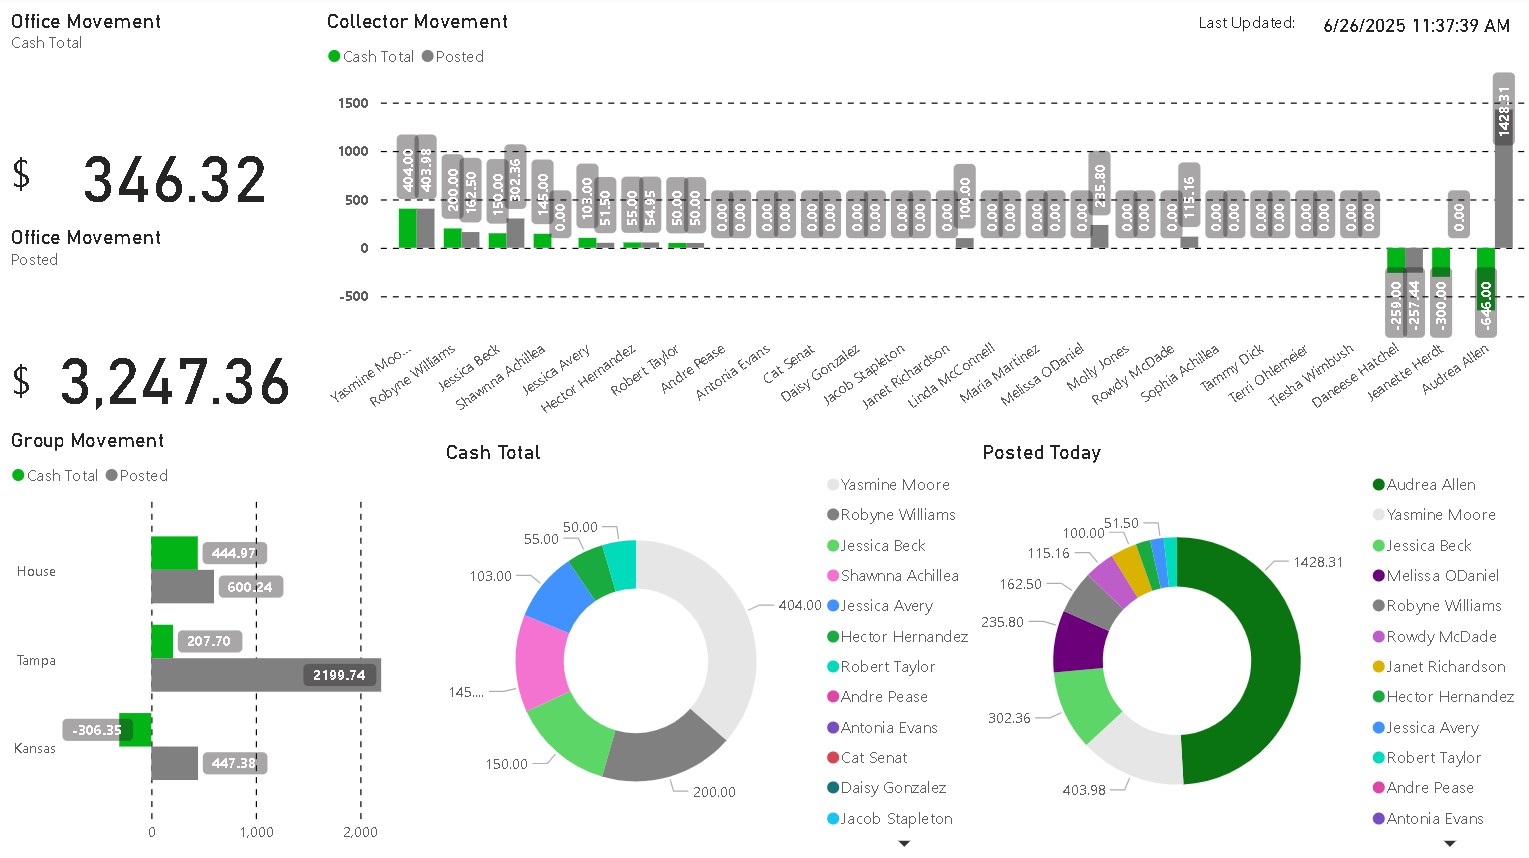 Office Movement
Cash Total
$ 346.32
Office Movement
Posted
$ 3,247.36
Collector Movement
Last Updated: 6/26/2025 11:37:39 AM
Cash Total Posted
1500
1000
500
0
-500
404.00 403.98 200.00 162.50 150.00 302.36 145.00 0.00 103.00 51.50 55.00 54.95 50.00 50.00 0.00 0.00 0.00 0.00 0.00 0.00 0.00 0.00 0.00 0.00 0.00 100.00 0.00 0.00 0.00 0.00 0.00 235.80 0.00 0.00 0.00 115.16 0.00 0.00 0.00 0.00 0.00 0.00 0.00 0.00 -259.00 -257.44 -300.00 0.00 -646.00 1428.31
Yasmine Moo...
Robyne Williams
Jessica Beck
Shawnna Achillea
Jessica Avery
Hector Hernandez
Robert Taylor
Andre Pease
Antonia Evans
Cat Senat
Daisy Gonzalez
Jacob Stapleton
Janet Richardson
Linda McConnell
Maria Martinez
Melissa ODaniel
Molly Jones
Rowdy McDade
Sophia Achillea
Tammy Dick
Terri Ohlemeier
Tiesha Wimbush
Daneese Hatchel
Jeanette Herdt
Audrea Allen
Group Movement
Cash Total Posted
House
444.97
600.24
Tampa
207.70
2199.74
Kansas
-306.35
447.38
0 1,000 2,000
Cash Total
404.00
200.00
150.00
145....
103.00
55.00
50.00
Yasmine Moore
Robyne Williams
Jessica Beck
Shawnna Achillea
Jessica Avery
Hector Hernandez
Robert Taylor
Andre Pease
Antonia Evans
Cat Senat
Daisy Gonzalez
Jacob Stapleton
Posted Today
1428.31
403.98
302.36
235.80
162.50
115.16
100.00
51.50
Audrea Allen
Yasmine Moore
Jessica Beck
Melissa ODaniel
Robyne Williams
Rowdy McDade
Janet Richardson
Hector Hernandez
Jessica Avery
Robert Taylor
Andre Pease
Antonia Evans